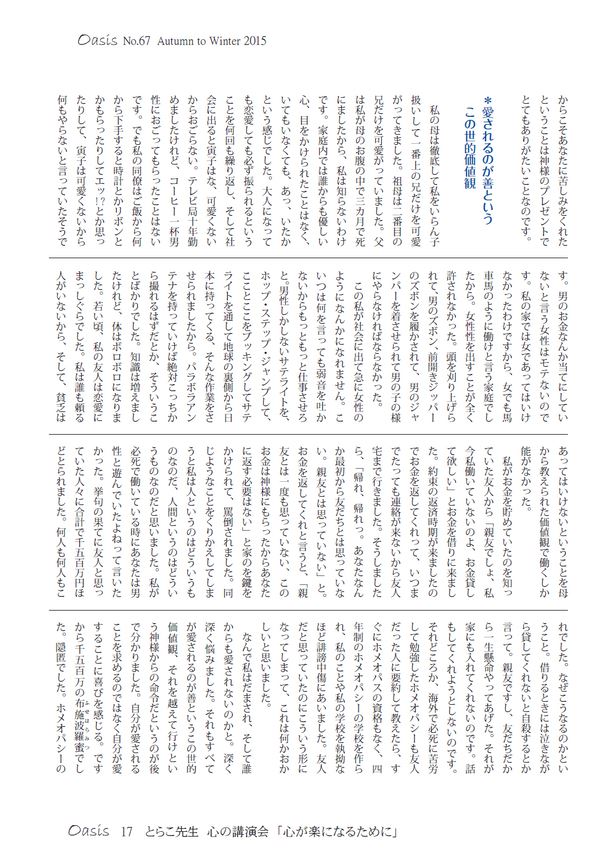 Oasis No.67 Autumn to Winter 2015
からこそあなたに苦しみをくれた
ということは神様のプレゼントで
とてもありがたいことなのです。
＊愛されるのが善という
この世的価値観
私の母は徹底して私をいらん子
扱いして一番上の兄だけを可愛
がってきました。祖母は二番目の
兄だけを可愛がっていました。父
は私が母のお腹の中で三カ月で死
にましたから、私は知らないわけ
です。家庭内では誰からも優しい
心、目をかけられたことはなく、
いてもいなくても、あっ、いたか
という感じでした。大人になって
も恋愛しても必ず振られるという
ことを何回も繰り返し、そして社
会に出ると寅子はな、可愛くない
からおごらない。テレビ局十年勤
めましたけれど、コーヒー一杯男
性におごってもらったことはない
です。でも私の同僚はご飯から何
から下手すると時計とかリボンと
かもらったりしてエッ!?とか思っ
たりして、寅子は可愛くないから
何もやらないと言っていたそうで
す。男のお金なんか当てにしてい
ないと言う女性はモテないので
す。私の家では女であってはいけ
なかったわけですから、女でも馬
車馬のように働けという家庭でし
たから。女性性を出すことが全く
許されなかった。頭を刈り上げら
れて、男のズボン、前開きジッパー
のズボンを履かされて、男のジャ
ンパーを着させられて男の子の様
にやらなければならなかった。
この私が社会に出て急に女性の
ようになんかになれません。こ
いつは何を言っても弱音を吐か
ないからもっともっと仕事させろ
と。男性しかしないサテライトを、
ホップ・ステップ・ジャンプして、
こことここをブッキングしてサテ
ライトを通して地球の裏側から日
本に持ってくる、そんな作業をさ
せられましたから。パラボラアン
テナを持っていけば絶対こっちか
ら撮れるはずだとか、そういうこ
とばかりでした。知識は増えまし
たけれど、体はボロボロになりま
した。若い頃、私の友人は恋愛に
まっしぐらでした。私は誰も頼る
人がいないから、そして、貧乏は
あってはいけないということを母
から教えられた価値観で働くしか
能がなかった。
私がお金を貯めていたのを知っ
ていた友人から「親友でしょ、私
今私働いていないのよ、お金貸し
て欲しい」とお金を借りに来まし
た。約束の返済時期が来ましたの
でお金を返してくれって、いつま
でたっても連絡が来ないから友人
宅まで行きました。そうしました
ら、「帰れ、帰れっ。あなたなん
か最初から友だちとは思っていな
い。親友とは思っていない」と。
お金を返してくれと言うと、「親
友とは一度も思っていない、この
お金は神様にもらったからあなた
に返す必要はない」と家のを鍵を
かけられて、罵倒されました。同
じようなことをくりかえしてしま
うと私は人というのはどういうも
のなのだ、人間というのはどうい
うものなのだと思いました。私が
必死で働いている時にあなたは男
性と遊んでいたよねって言いた
かった。挙句の果てに友人と思っ
ていた人々に合計で千五百万円ほ
どとられました。何人も何人もこ
れでした。なぜこうなるのかとい
うこと。借りるときには泣きなが
ら貸してくれないと自殺するとか
言って。親友ですし、友だちだか
ら一生懸命やってあげた。それが
家にも入れてくれないのです。話
もしてくれようとしないのです。
それどころか、海外で必死に苦労
して勉強したホメオパシーも友人
だった人に要約して教えたら、す
ぐにホメオパスの資格もなく、四
年制のホメオパシーの学校を作ら
れ、私のことや私の学校を執拗な
ほど誹謗中傷にあいました。友人
だと思っていたのにこういう形に
なってしまって、これは何かおか
しいと思いました。
なんで私はだまされ、そして誰
からも愛されないのかと。深く
深く悩みました。それもすべて
が愛されるのが善というこの世的
価値観、それを越えて行けとい
う神様からの命令だというのが後
で分かりました。自分が愛される
ことを求めるのではなく自分が愛
することに喜びを感じる。です
から千五百万の布施波羅蜜でし
ふせはらみつ
た。隠匿でした。ホメオパシーの
Oasis 17 とらこ先生 心の講演会 「心が楽になるために」